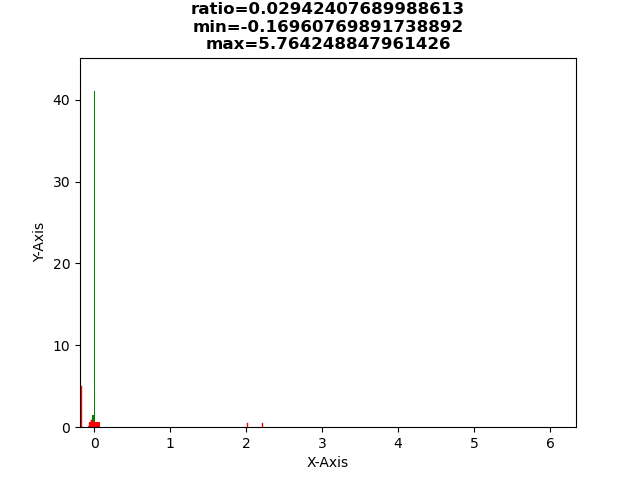 ratio=0.02942407689988613
min=-0.16960769891738892
max=5.764248847961426
40
30
20
10
0
Y-Axis
0 1 2 3 4 5 6
X-Axis